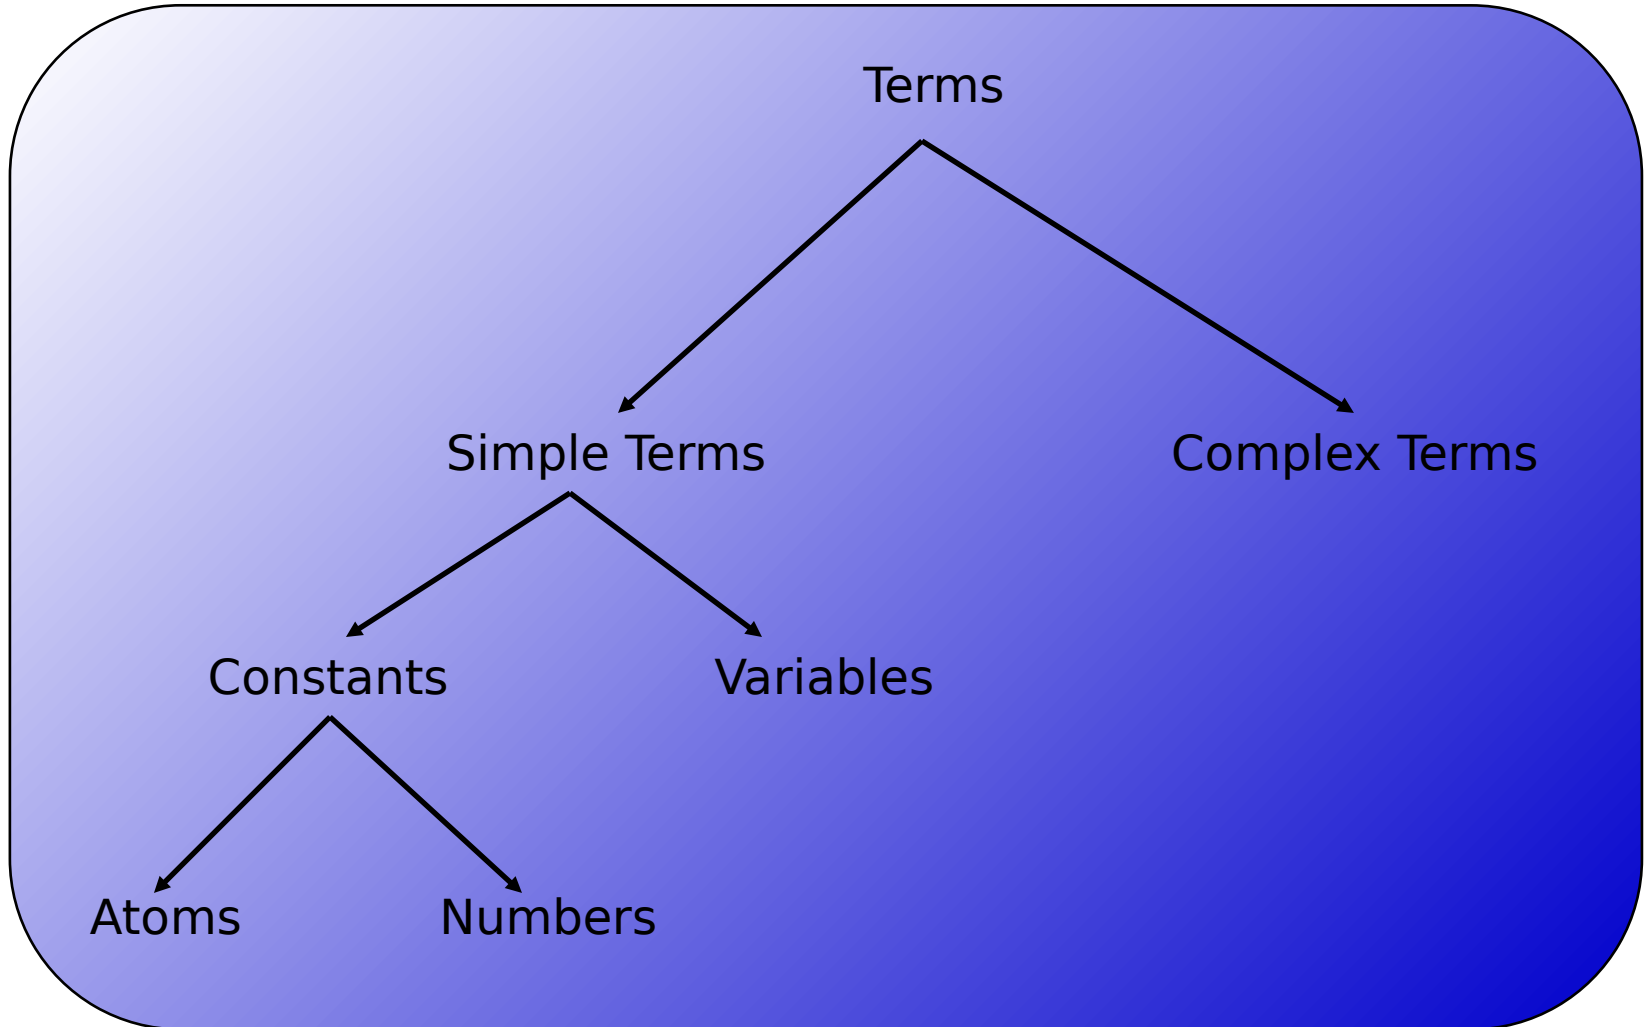 Terms
Simple Terms
Complex Terms
Constants
Variables
Atoms
Numbers